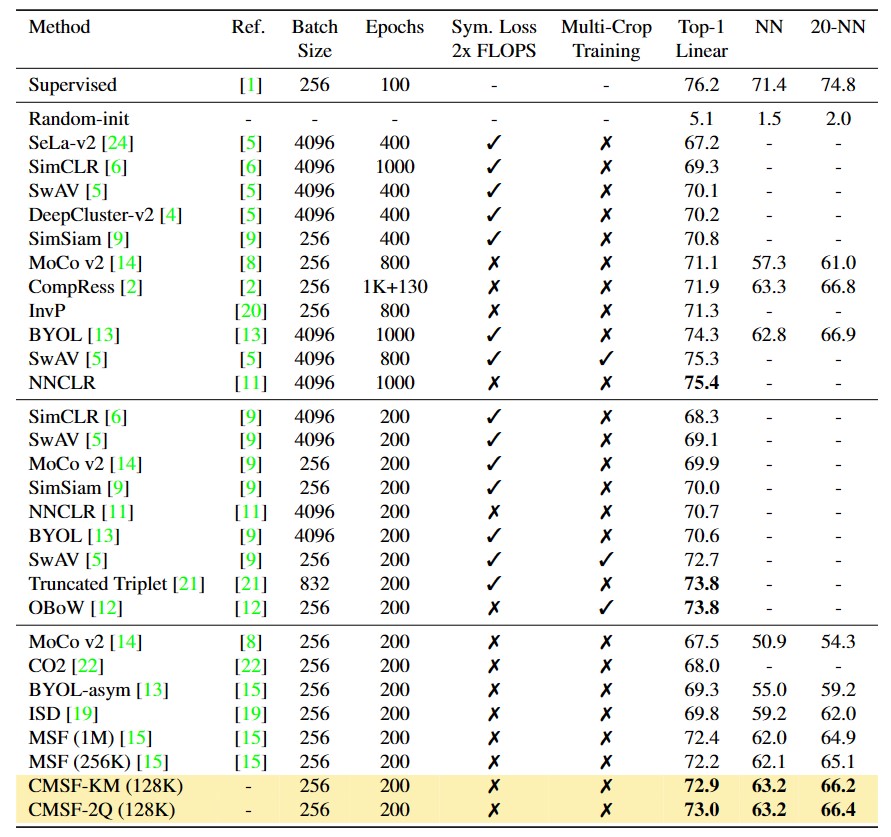 Method Ref. Batch Epochs Sym. Loss Multi-Crop Top-1 NN 20-NN
Size 2x FLOPS Training Linear
Supervised [1] 256 100 - - 76.2 71.4 74.8
Random-init - - - - - 5.1 1.5 2.0
SeLa-v2 [24] [5] 4096 400 ✓ ✗ 67.2 - -
SimCLR [6] [6] 4096 1000 ✓ ✗ 69.3 - -
SwAV [5] [5] 4096 400 ✓ ✗ 70.1 - -
DeepCluster-v2 [4] [5] 4096 400 ✓ ✗ 70.2 - -
SimSiam [9] [9] 256 400 ✓ ✗ 70.8 - -
MoCo v2 [14] [8] 256 800 ✗ ✗ 71.1 57.3 61.0
CompRess [2] [2] 256 1K+130 ✗ ✗ 71.9 63.3 66.8
InvP [20] 256 800 ✗ ✗ 71.3 - -
BYOL [13] [13] 4096 1000 ✓ ✗ 74.3 62.8 66.9
SwAV [5] [5] 4096 800 ✓ ✓ 75.3 - -
NNCLR [11] 4096 1000 ✗ ✗ 75.4 - -
SimCLR [6] [9] 4096 200 ✓ ✗ 68.3 - -
SwAV [5] [9] 4096 200 ✓ ✗ 69.1 - -
MoCo v2 [14] [9] 256 200 ✓ ✗ 69.9 - -
SimSiam [9] [9] 256 200 ✓ ✗ 70.0 - -
NNCLR [11] [11] 4096 200 ✗ ✗ 70.7 - -
BYOL [13] [9] 4096 200 ✓ ✗ 70.6 - -
SwAV [5] [9] 256 200 ✓ ✓ 72.7 - -
Truncated Triplet [21] [21] 832 200 ✓ ✗ 73.8 - -
OBoW [12] [12] 256 200 ✗ ✓ 73.8 - -
MoCo v2 [14] [8] 256 200 ✗ ✗ 67.5 50.9 54.3
CO2 [22] [22] 256 200 ✗ ✗ 68.0 - -
BYOL-asym [13] [15] 256 200 ✗ ✗ 69.3 55.0 59.2
ISD [19] [19] 256 200 ✗ ✗ 69.8 59.2 62.0
MSF (1M) [15] [15] 256 200 ✗ ✗ 72.4 62.0 64.9
MSF (256K) [15] [15] 256 200 ✗ ✗ 72.2 62.1 65.1
CMSF-KM (128K) - 256 200 ✗ ✗ 72.9 63.2 66.2
CMSF-2Q (128K) - 256 200 ✗ ✗ 73.0 63.2 66.4